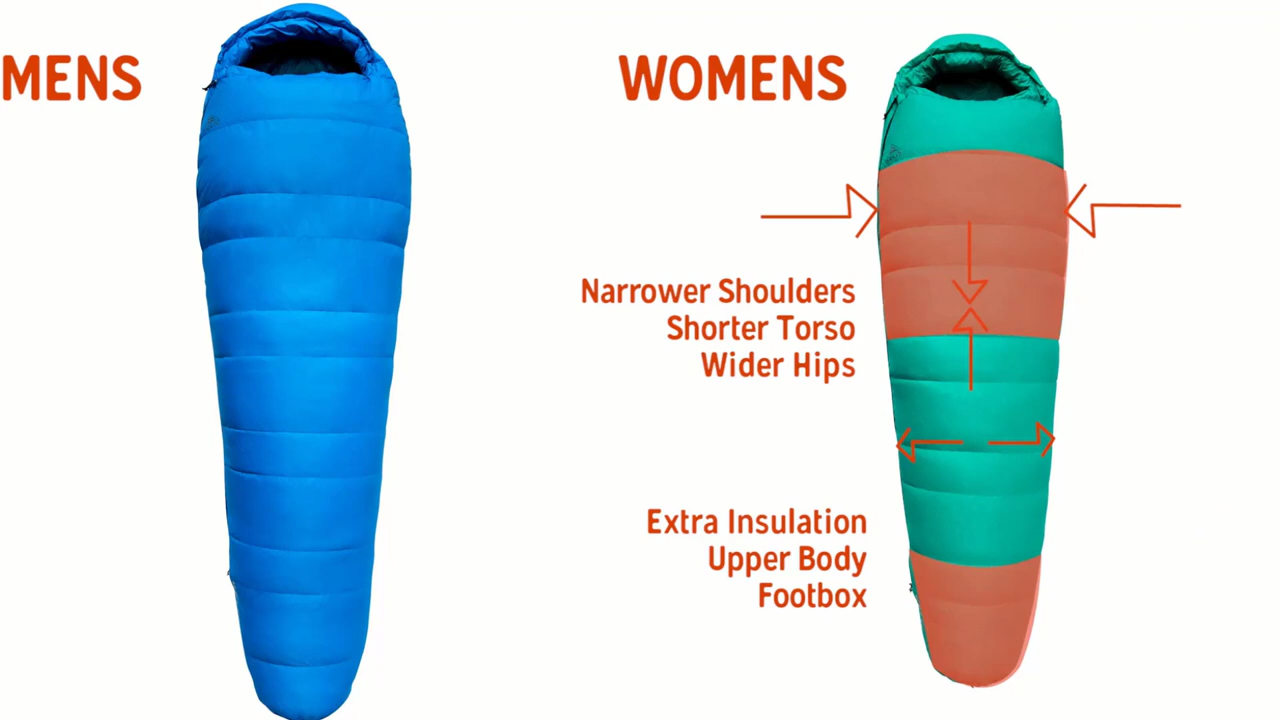 MENS
WOMENS
Narrower Shoulders
Shorter Torso
Wider Hips
Extra Insulation
Upper Body
Footbox